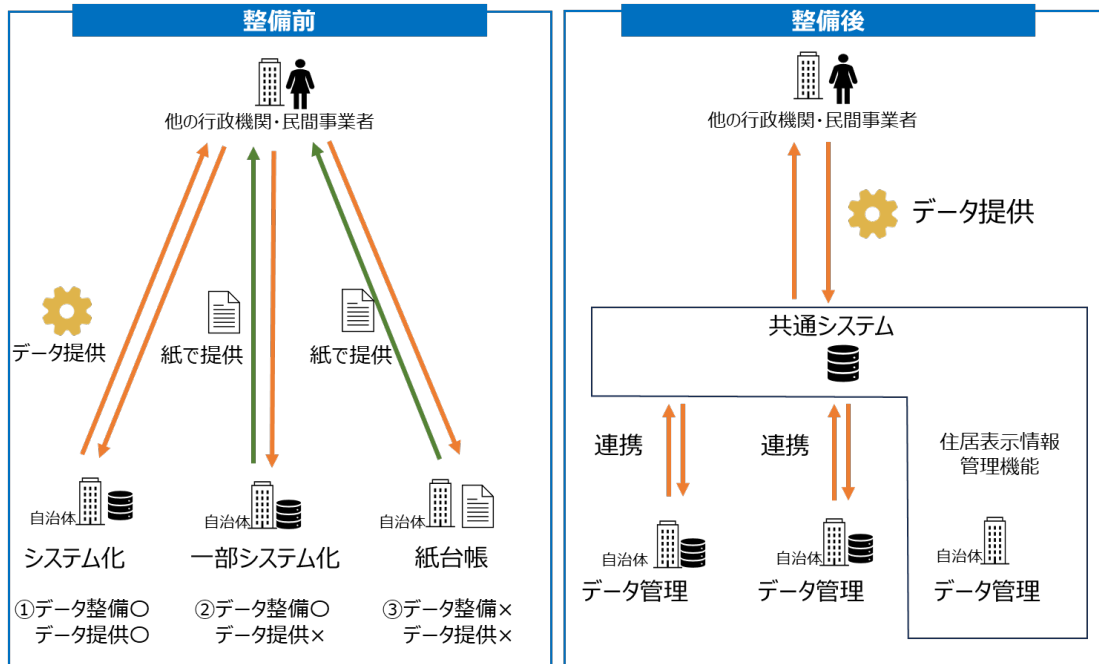 整備前
他の行政機関・民間事業者
データ提供
紙で提供
紙で提供
自治体
システム化
自治体
一部システム化
自治体
紙台帳
①データ整備〇
データ提供〇
②データ整備〇
データ提供×
③データ整備×
データ提供×
整備後
他の行政機関・民間事業者
データ提供
共通システム
連携
連携
住居表示情報
管理機能
自治体
データ管理
自治体
データ管理
自治体
データ管理